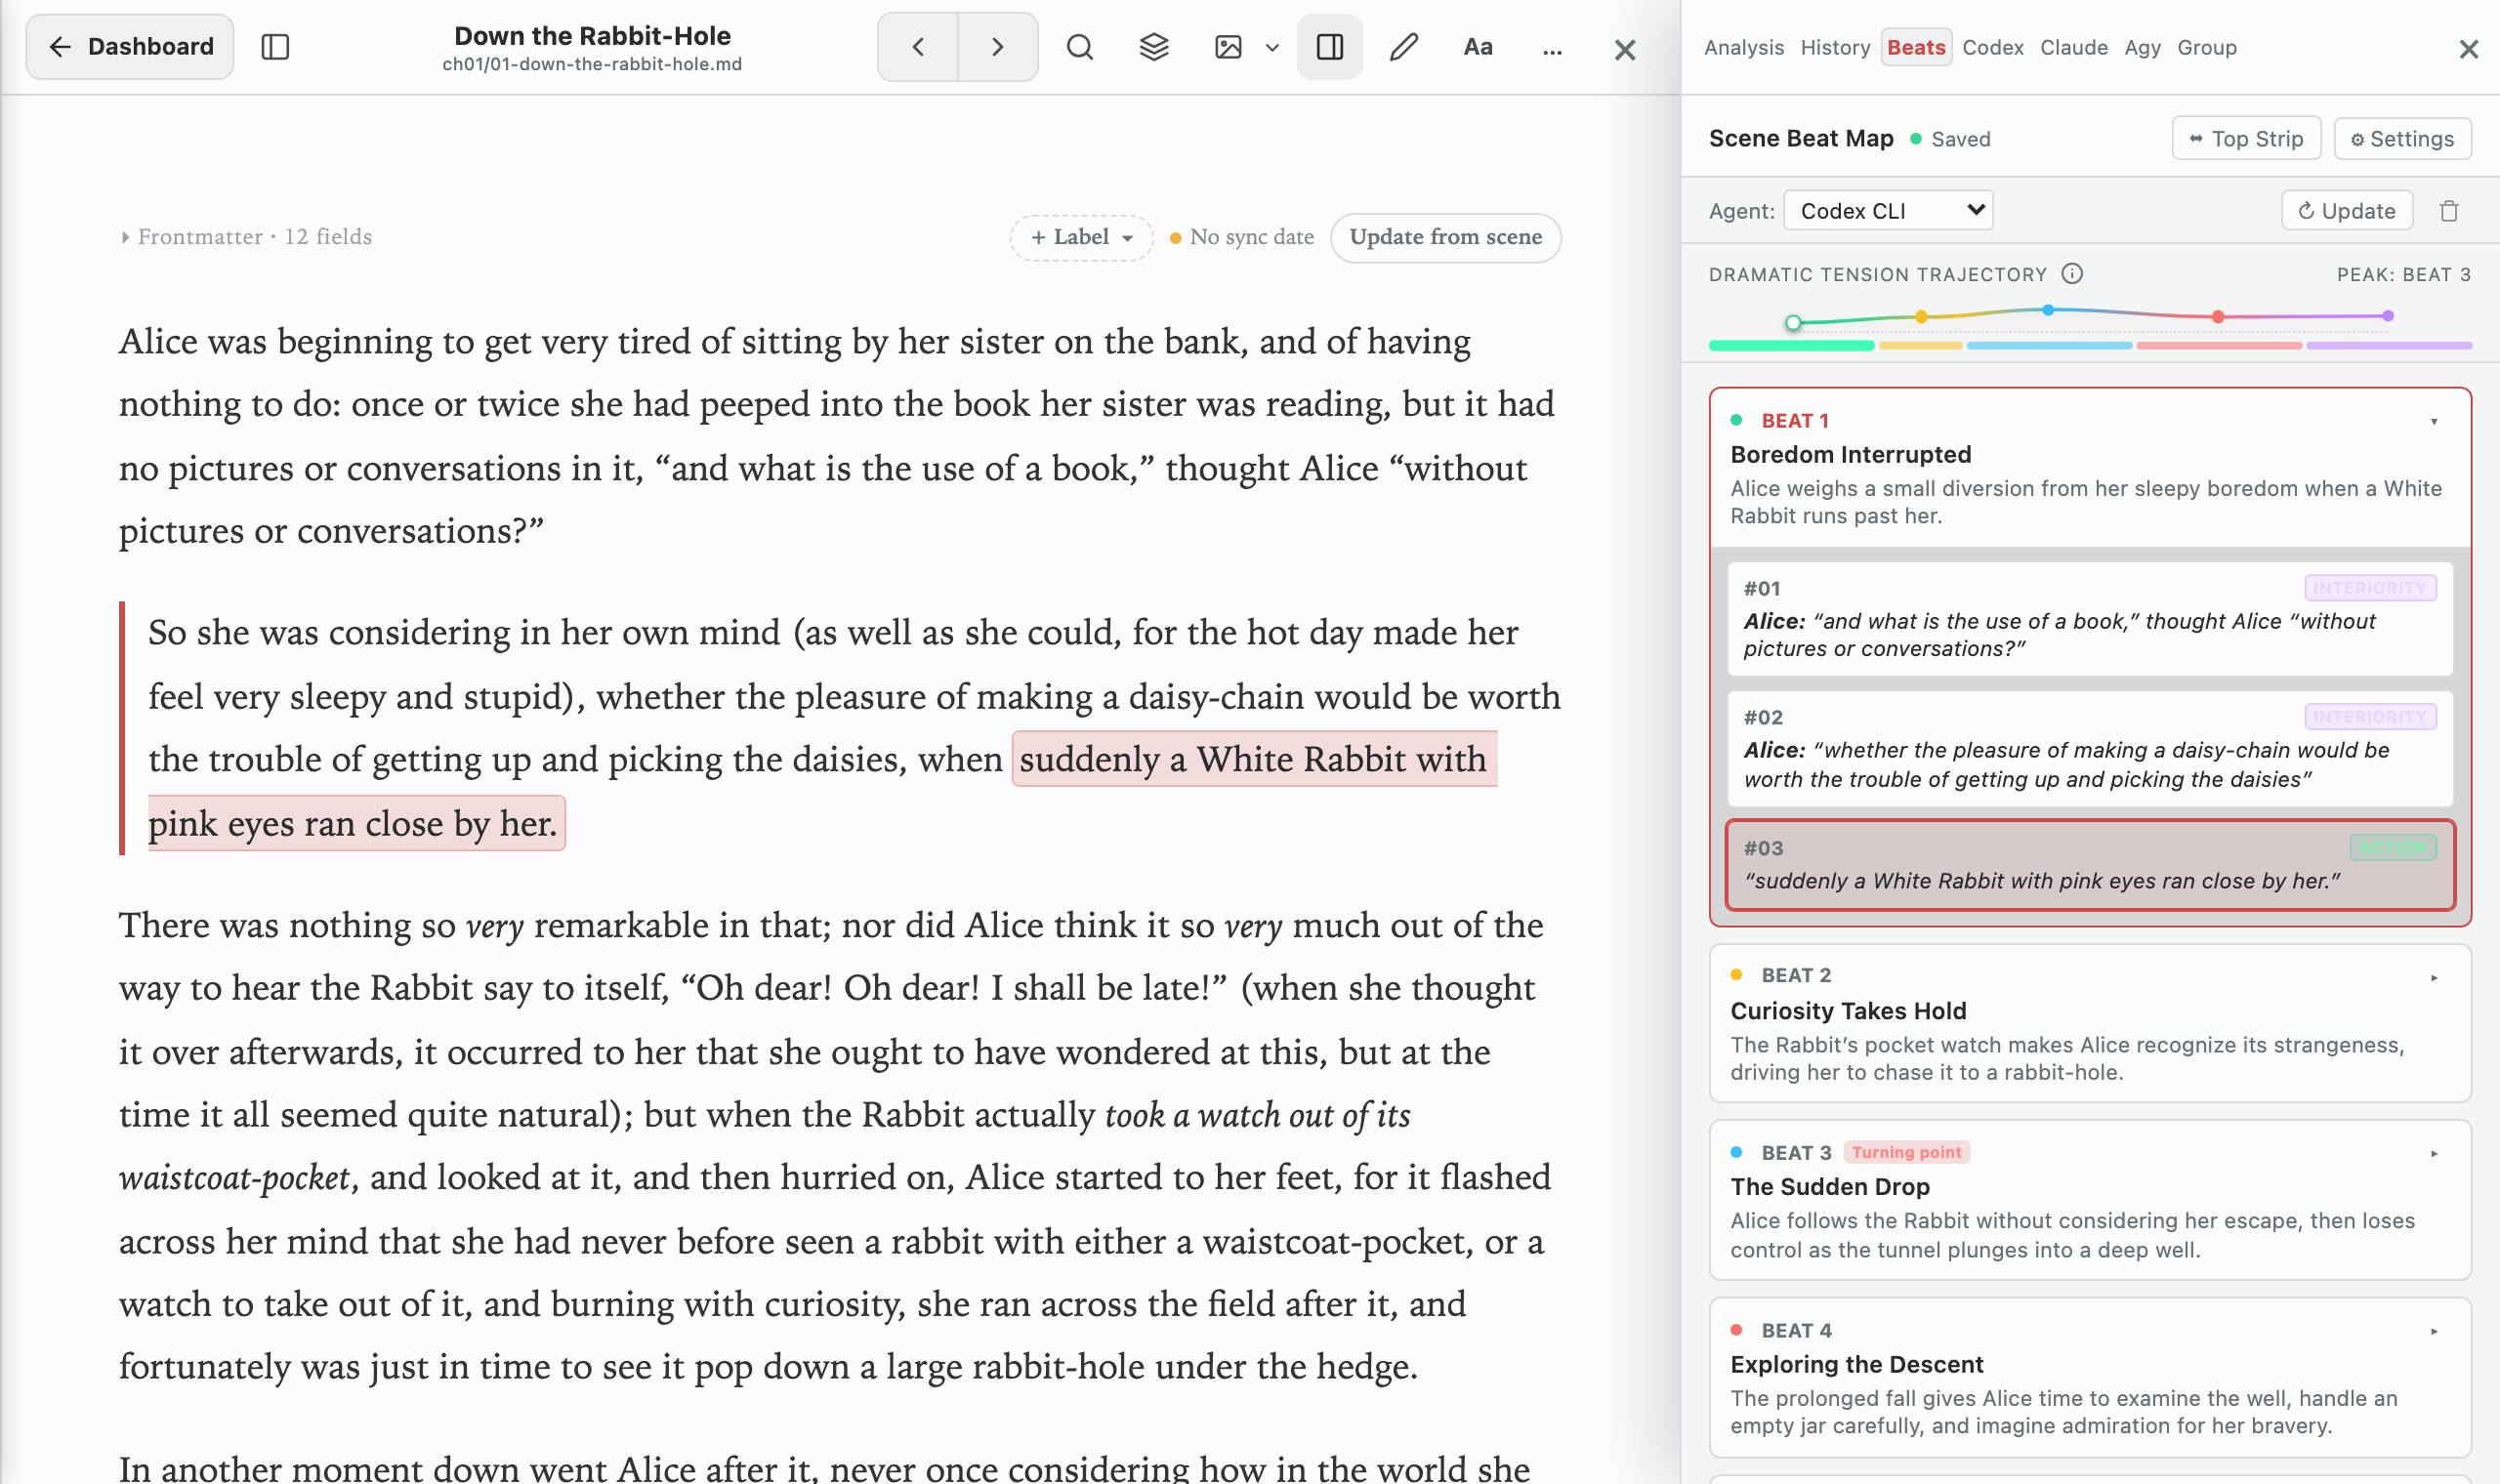 Dashboard
Down the Rabbit-Hole
ch01/01-down-the-rabbit-hole.md
Aa
...
Frontmatter · 12 fields
+ Label
No sync date
Update from scene
Alice was beginning to get very tired of sitting by her sister on the bank, and of having
nothing to do: once or twice she had peeped into the book her sister was reading, but it had
no pictures or conversations in it, “and what is the use of a book,” thought Alice “without
pictures or conversations?”
So she was considering in her own mind (as well as she could, for the hot day made her
feel very sleepy and stupid), whether the pleasure of making a daisy-chain would be worth
the trouble of getting up and picking the daisies, when suddenly a White Rabbit with
pink eyes ran close by her.
There was nothing so very remarkable in that; nor did Alice think it so very much out of the
way to hear the Rabbit say to itself, “Oh dear! Oh dear! I shall be late!” (when she thought
it over afterwards, it occurred to her that she ought to have wondered at this, but at the
time it all seemed quite natural); but when the Rabbit actually took a watch out of its
waistcoat-pocket, and looked at it, and then hurried on, Alice started to her feet, for it flashed
across her mind that she had never before seen a rabbit with either a waistcoat-pocket, or a
watch to take out of it, and burning with curiosity, she ran across the field after it, and
fortunately was just in time to see it pop down a large rabbit-hole under the hedge.
In another moment down went Alice after it, never once considering how in the world she
Analysis History Beats Codex Claude Agy Group
Scene Beat Map
Saved
Top Strip
Settings
Agent: Codex CLI
Update
DRAMATIC TENSION TRAJECTORY
PEAK: BEAT 3
BEAT 1
Boredom Interrupted
Alice weighs a small diversion from her sleepy boredom when a White
Rabbit runs past her.
#01
INTERIORITY
Alice: “and what is the use of a book,” thought Alice “without
pictures or conversations?”
#02
INTERIORITY
Alice: “whether the pleasure of making a daisy-chain would be
worth the trouble of getting up and picking the daisies”
#03
ACTION
“suddenly a White Rabbit with pink eyes ran close by her.”
BEAT 2
Curiosity Takes Hold
The Rabbit’s pocket watch makes Alice recognize its strangeness,
driving her to chase it to a rabbit-hole.
BEAT 3
Turning point
The Sudden Drop
Alice follows the Rabbit without considering her escape, then loses
control as the tunnel plunges into a deep well.
BEAT 4
Exploring the Descent
The prolonged fall gives Alice time to examine the well, handle an
empty jar carefully, and imagine admiration for her bravery.